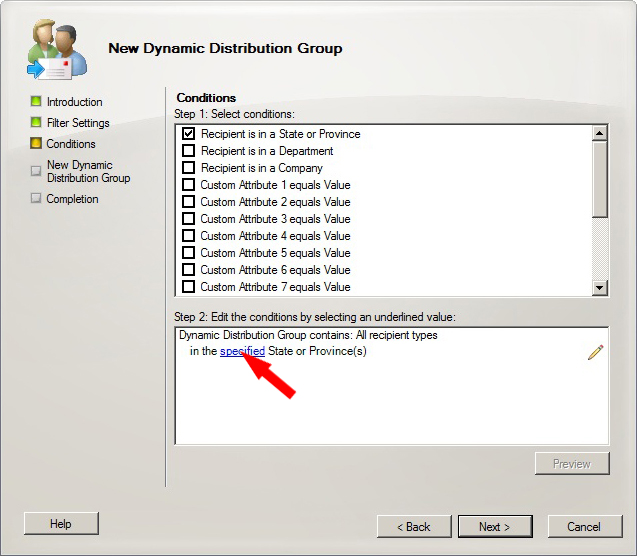 New Dynamic Distribution Group
Introduction
Filter Settings
Conditions
New Dynamic
Distribution Group
Completion
Conditions
Step 1: Select conditions:
Recipient is in a State or Province
Recipient is in a Department
Recipient is in a Company
Custom Attribute 1 equals Value
Custom Attribute 2 equals Value
Custom Attribute 3 equals Value
Custom Attribute 4 equals Value
Custom Attribute 5 equals Value
Custom Attribute 6 equals Value
Custom Attribute 7 equals Value
Step 2: Edit the conditions by selecting an underlined value:
Dynamic Distribution Group contains: All recipient types
in the specified State or Province(s)
Preview
Help
< Back
Next >
Cancel